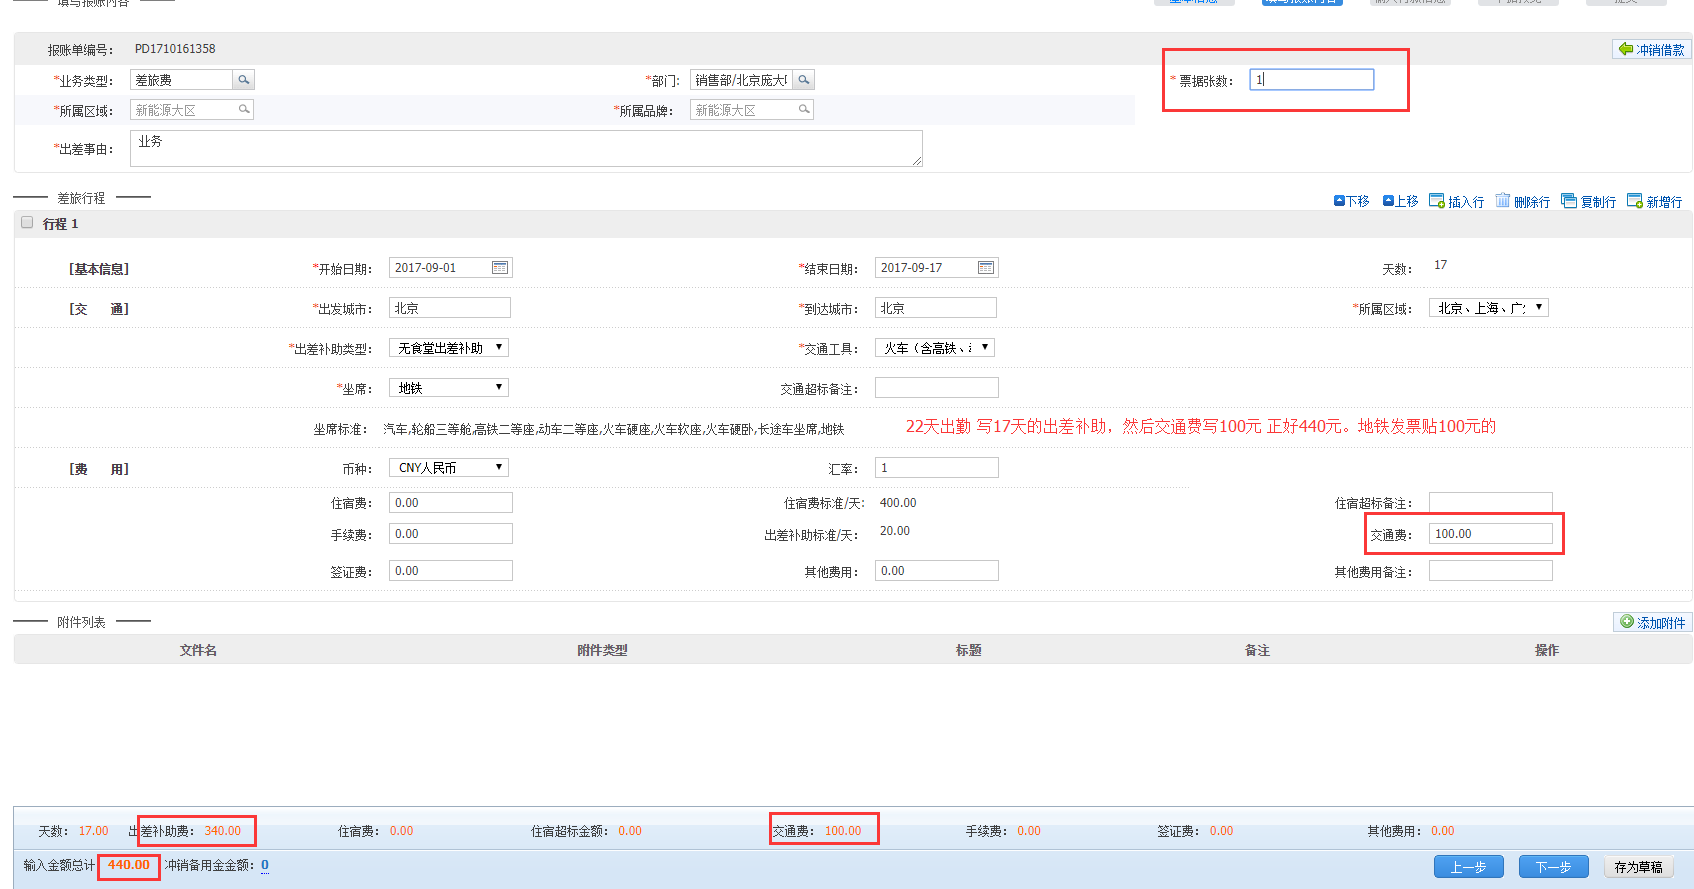 填写报账内容
基本信息 填写报账内容
报账单编号： PD1710161358 冲销借款
*业务类型： 差旅费 *部门： 销售部/北京庞大 * 票据张数： 1
*所属区域： 新能源大区 *所属品牌： 新能源大区
*出差事由： 业务
差旅行程 下移 上移 插入行 删除行 复制行 新增行
行程 1
[基本信息] *开始日期： 2017-09-01 *结束日期： 2017-09-17 天数： 17
[交 通] *出发城市： 北京 *到达城市： 北京 *所属区域： 北京、上海、广
*出差补助类型： 无食堂出差补助 *交通工具： 火车（含高铁、
*坐席： 地铁 交通超标备注：
坐席标准： 汽车,轮船三等舱,高铁二等座,动车二等座,火车硬座,火车软座,火车硬卧,长途车坐席,地铁 22天出勤 写17天的出差补助，然后交通费写100元 正好440元。地铁发票贴100元的
[费 用] 币种： CNY人民币 汇率： 1
住宿费： 0.00 住宿费标准/天： 400.00 住宿超标备注：
手续费： 0.00 出差补助标准/天： 20.00 交通费： 100.00
签证费： 0.00 其他费用： 0.00 其他费用备注：
附件列表 添加附件
文件名 附件类型 标题 备注 操作
天数： 17.00 出差补助费： 340.00 住宿费： 0.00 住宿超标金额： 0.00 交通费： 100.00 手续费： 0.00 签证费： 0.00 其他费用： 0.00
输入金额总计 440.00 冲销备用金金额： 0 上一步 下一步 存为草稿